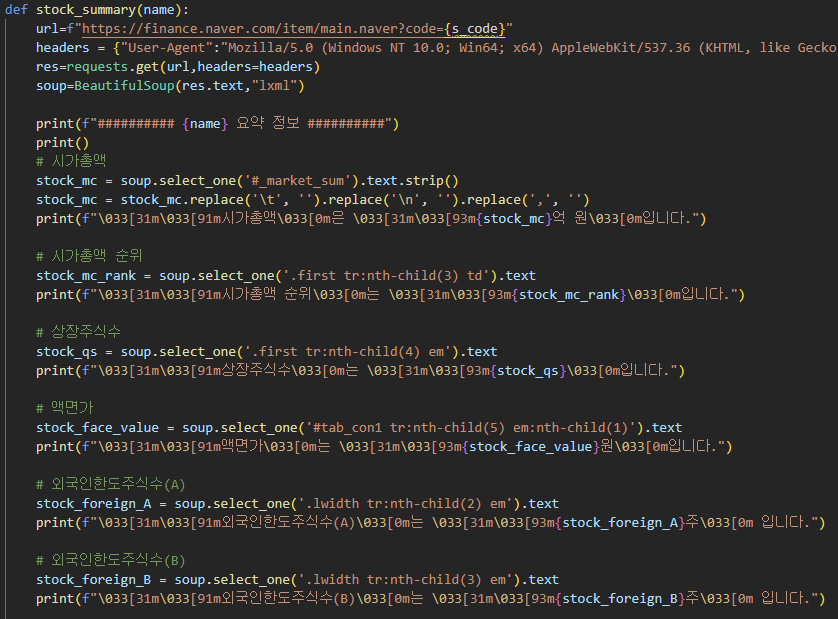 def stock_summary(name):
url=f"https://finance.naver.com/item/main.naver?code={s_code}"
headers = {"User-Agent":"Mozilla/5.0 (Windows NT 10.0; Win64; x64) AppleWebKit/537.36 (KHTML, like Gecko
res=requests.get(url,headers=headers)
soup=BeautifulSoup(res.text,"lxml")
print(f"########## {name} 요약 정보 ##########")
print()
# 시가총액
stock_mc = soup.select_one('#_market_sum').text.strip()
stock_mc = stock_mc.replace('\t', '').replace('\n', '').replace(',', '')
print(f"\033[31m\033[91m시가총액\033[0m은 \033[31m\033[93m{stock_mc}억 원\033[0m입니다.")
# 시가총액 순위
stock_mc_rank = soup.select_one('.first tr:nth-child(3) td').text
print(f"\033[31m\033[91m시가총액 순위\033[0m는 \033[31m\033[93m{stock_mc_rank}\033[0m입니다.")
# 상장주식수
stock_qs = soup.select_one('.first tr:nth-child(4) em').text
print(f"\033[31m\033[91m상장주식수\033[0m는 \033[31m\033[93m{stock_qs}\033[0m입니다.")
# 액면가
stock_face_value = soup.select_one('#tab_con1 tr:nth-child(5) em:nth-child(1)').text
print(f"\033[31m\033[91m액면가\033[0m는 \033[31m\033[93m{stock_face_value}원\033[0m입니다.")
# 외국인한도주식수(A)
stock_foreign_A = soup.select_one('.lwidth tr:nth-child(2) em').text
print(f"\033[31m\033[91m외국인한도주식수(A)\033[0m는 \033[31m\033[93m{stock_foreign_A}주\033[0m 입니다.")
# 외국인한도주식수(B)
stock_foreign_B = soup.select_one('.lwidth tr:nth-child(3) em').text
print(f"\033[31m\033[91m외국인한도주식수(B)\033[0m는 \033[31m\033[93m{stock_foreign_B}주\033[0m 입니다.")